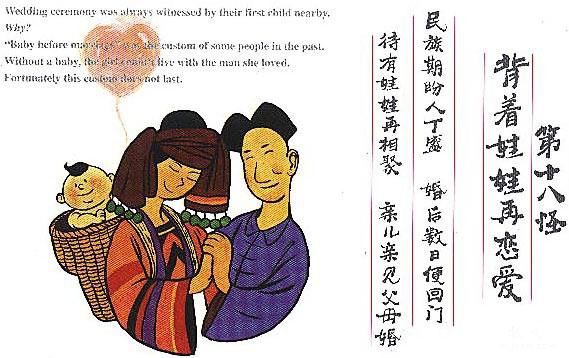 Wedding ceremony was always witnessed by their first child nearby.
Why?
"Baby before marriage" was the custom of some people in the past.
Without a baby, the girl couldn't live with the man she loved.
Fortunately this custom does not last.
第十八怪
背着娃娃再恋爱
民族期盼人丁盛 婚后数日便回门
待有娃娃再相聚 亲儿亲见父母婚